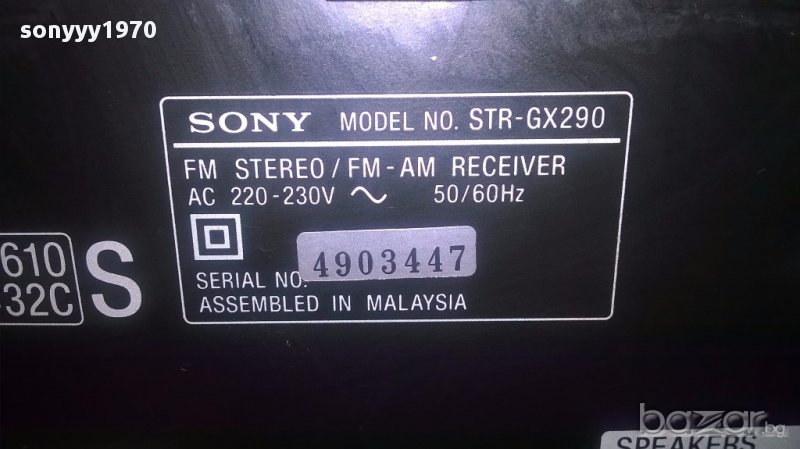 sonyyy1970
SONY MODEL NO. STR-GX290
FM STEREO / FM-AM RECEIVER
AC 220-230V ~ 50/60Hz
SERIAL NO. 4903447
ASSEMBLED IN MALAYSIA
610
32C
S
bazar.bg
SPEAKERS